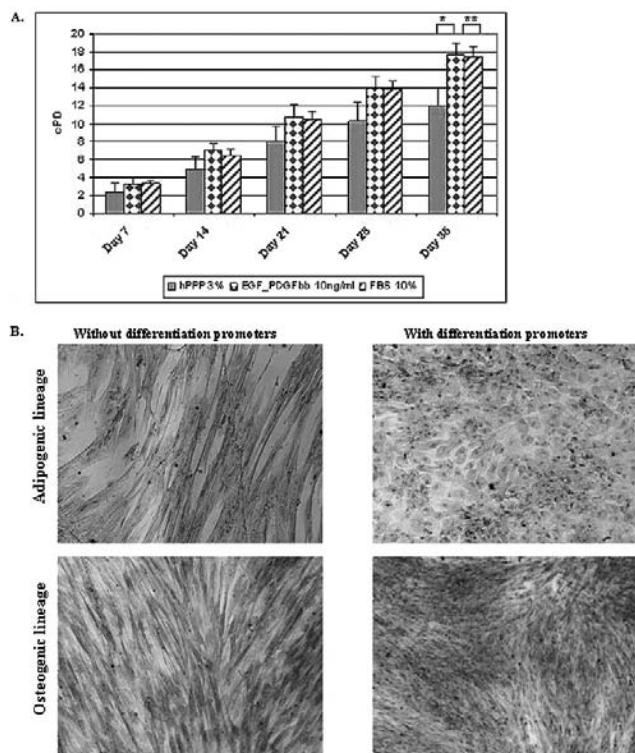 A.
* **
20
18
16
14
12
10
8
6
4
2
0
cPD
Day 7 Day 14 Day 21 Day 28 Day 35
hPPP 3% EGF_PDGFbb 10ng/ml FBS 10%
B.
Without differentiation promoters With differentiation promoters
Adipogenic lineage
Osteogenic lineage